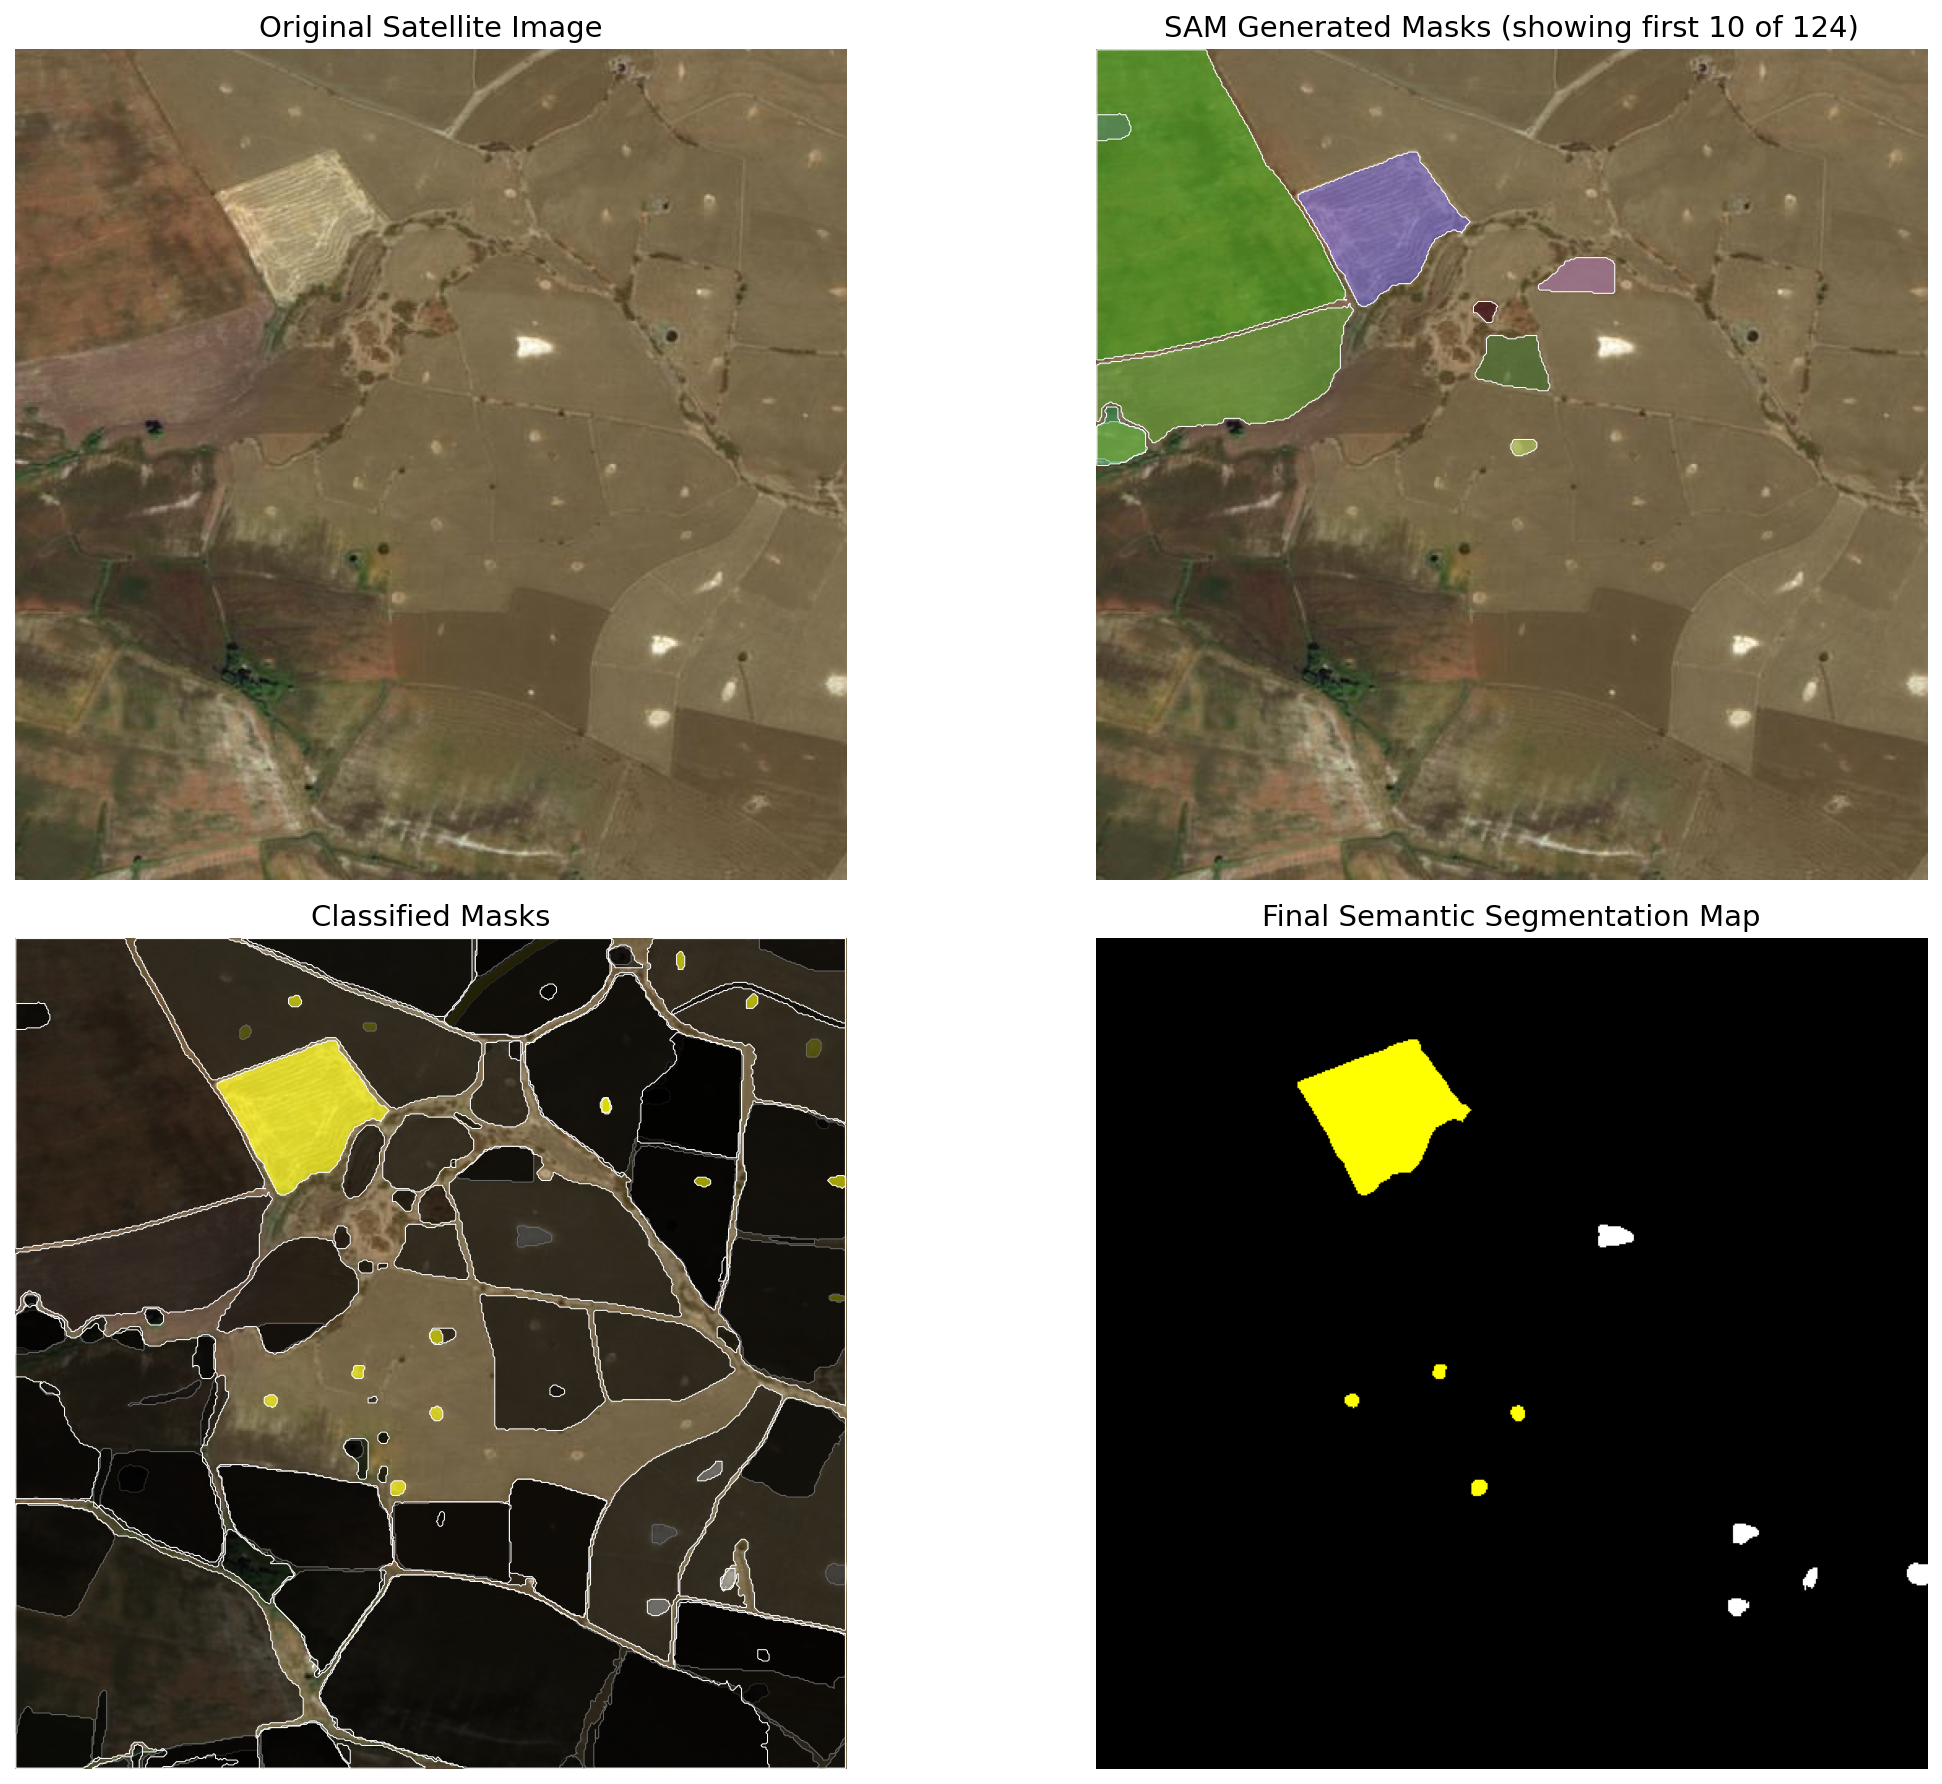 Original Satellite Image
SAM Generated Masks (showing first 10 of 124)
Classified Masks
Final Semantic Segmentation Map